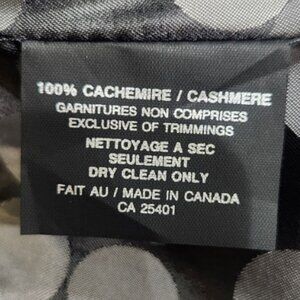 100% CACHEMIRE / CASHMERE
GARNITURES NON COMPRISES
EXCLUSIVE OF TRIMMINGS
NETTOYAGE A SEC
SEULEMENT
DRY CLEAN ONLY
FAIT AU / MADE IN CANADA
CA 25401